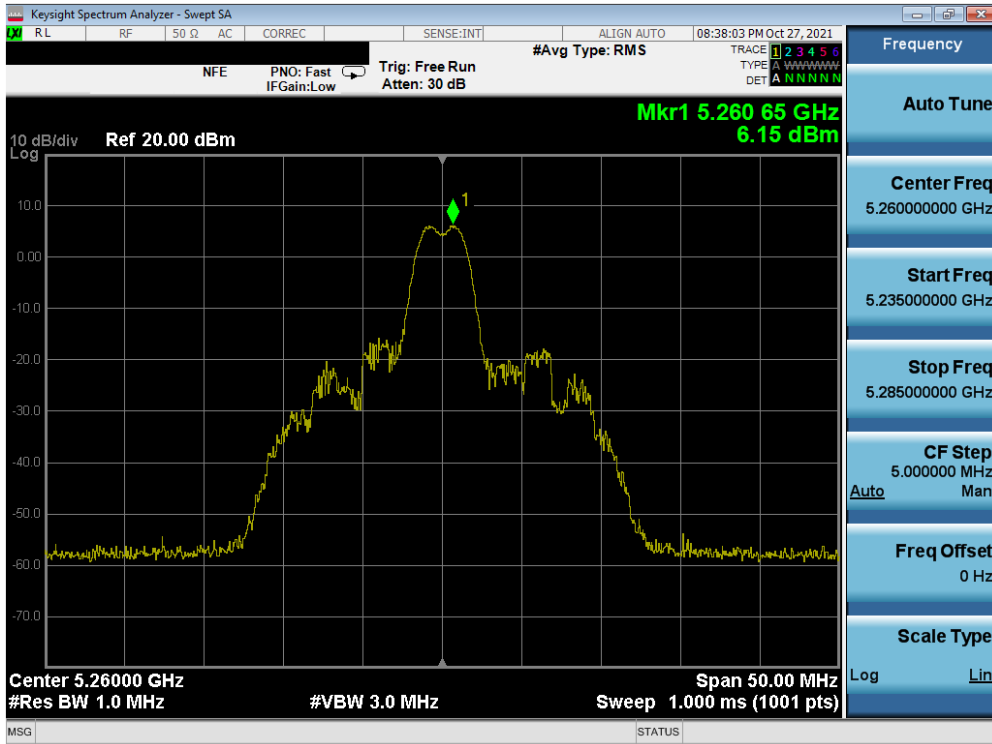 Keysight Spectrum Analyzer - Swept SA
LXI RL RF 50 Ω AC CORREC SENSE:INT ALIGN AUTO 08:38:03 PM Oct 27, 2021
NFE PNO: Fast IFGain:Low Trig: Free Run Atten: 30 dB #Avg Type: RMS
TRACE 1 2 3 4 5 6
TYPE A WWWWW
DET A N N N N N
Mkr1 5.260 65 GHz
6.15 dBm
10 dB/div Ref 20.00 dBm
Log
1
10.0
0.00
-10.0
-20.0
-30.0
-40.0
-50.0
-60.0
-70.0
Center 5.26000 GHz Span 50.00 MHz
#Res BW 1.0 MHz #VBW 3.0 MHz Sweep 1.000 ms (1001 pts)
MSG STATUS
Frequency
Auto Tune
Center Freq
5.260000000 GHz
Start Freq
5.235000000 GHz
Stop Freq
5.285000000 GHz
CF Step
5.000000 MHz
Auto Man
Freq Offset
0 Hz
Scale Type
Log Lin